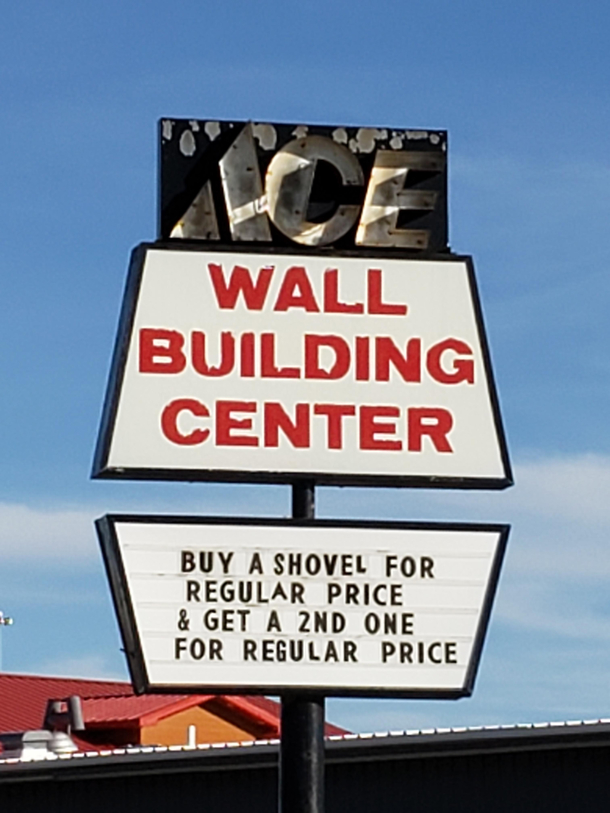 ACE
WALL
BUILDING
CENTER
BUY A SHOVEL FOR
REGULAR PRICE
& GET A 2ND ONE
FOR REGULAR PRICE